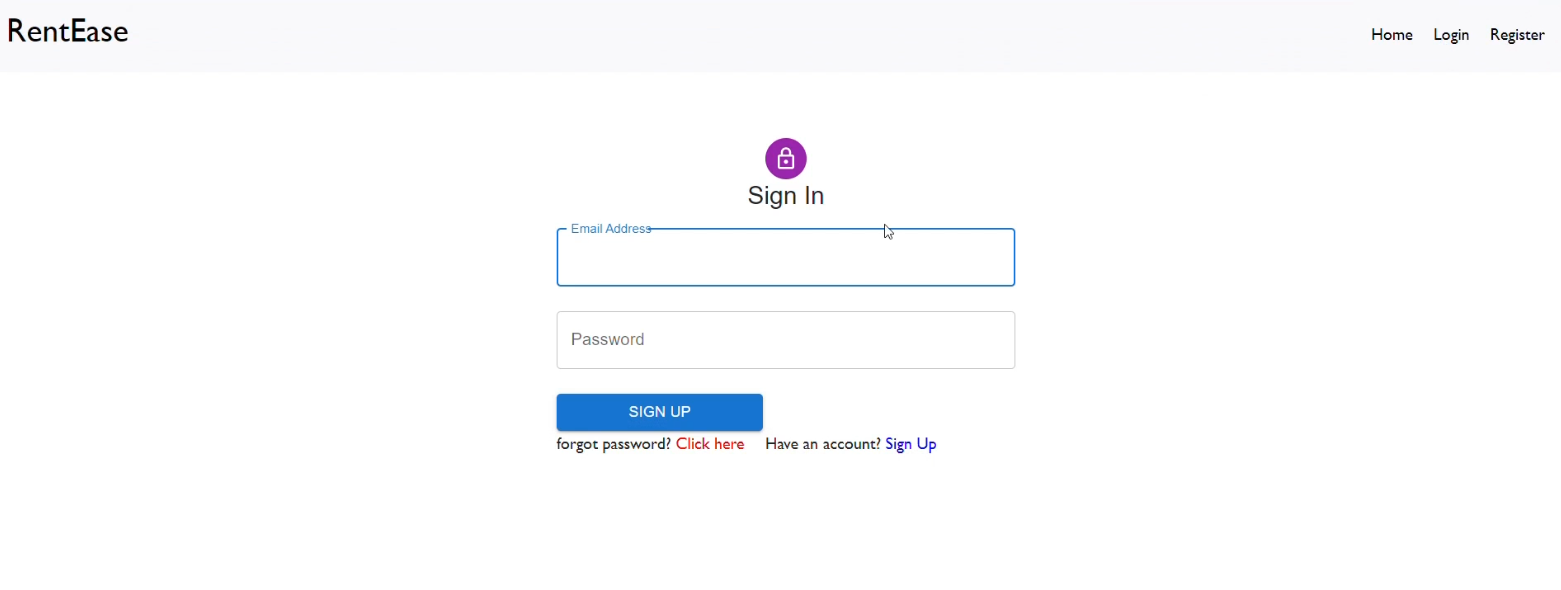 RentEase
Home Login Register
Sign In
Email Address
Password
SIGN UP
forgot password? Click here Have an account? Sign Up